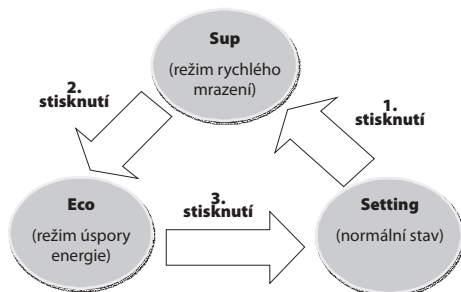 Sup
(režim rychlého
mrazení)
2.
stisknutí
1.
stisknutí
Eco
(režim úspory
energie)
3.
stisknutí
Setting
(normální stav)